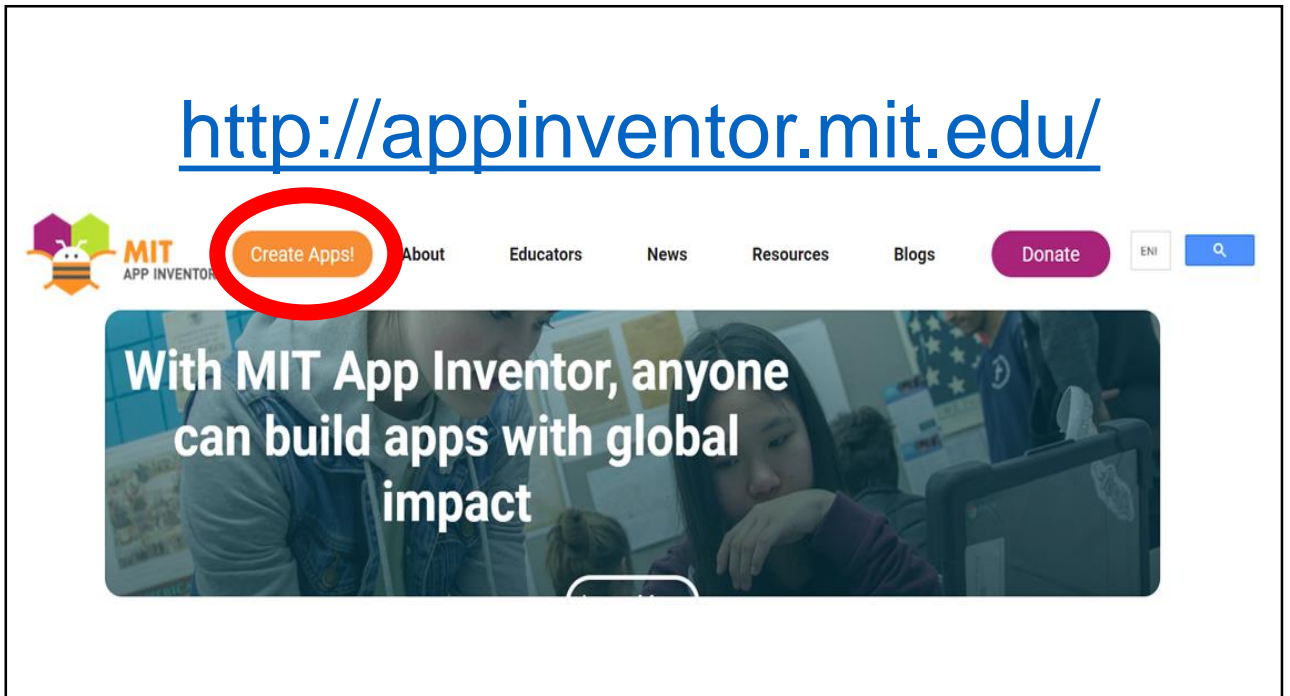 http://appinventor.mit.edu/
MIT
APP INVENTOR
Create Apps!
About
Educators
News
Resources
Blogs
Donate
ENI
With MIT App Inventor, anyone
can build apps with global
impact